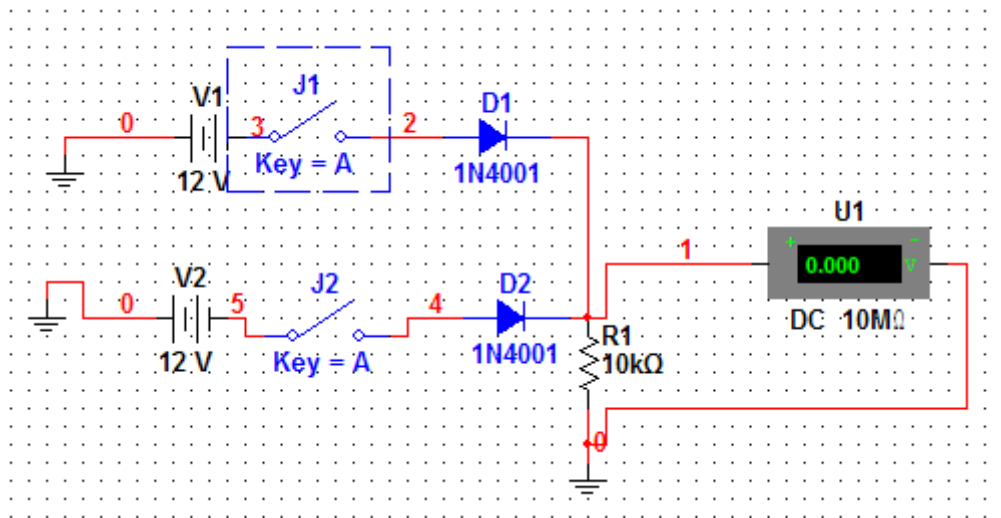 V1
J1
0
3
2
D1
Key = A
12 V
1N4001
U1
+
-
0.000
V
1
V2
J2
D2
0
5
4
DC 10MΩ
12 V
Key = A
1N4001
R1
10kΩ
0